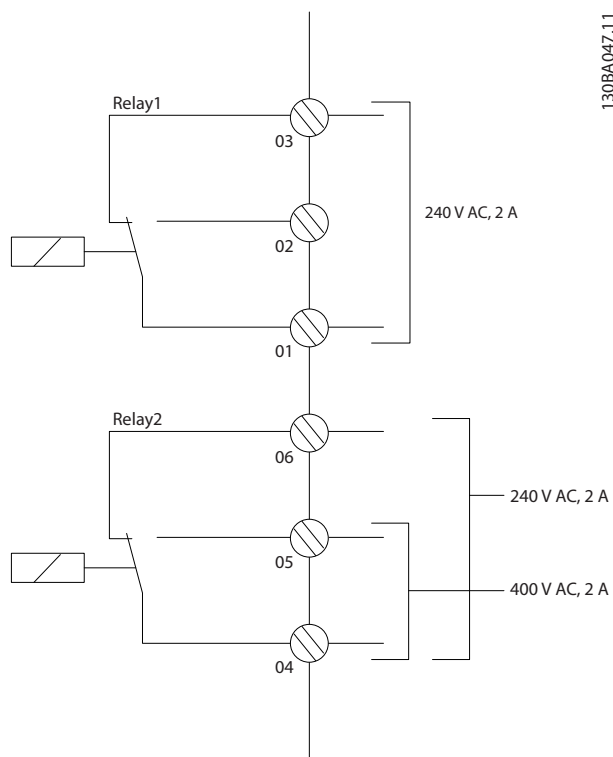 130BA047.11
Relay1
03
240 V AC, 2 A
02
01
Relay2
06
240 V AC, 2 A
05
400 V AC, 2 A
04